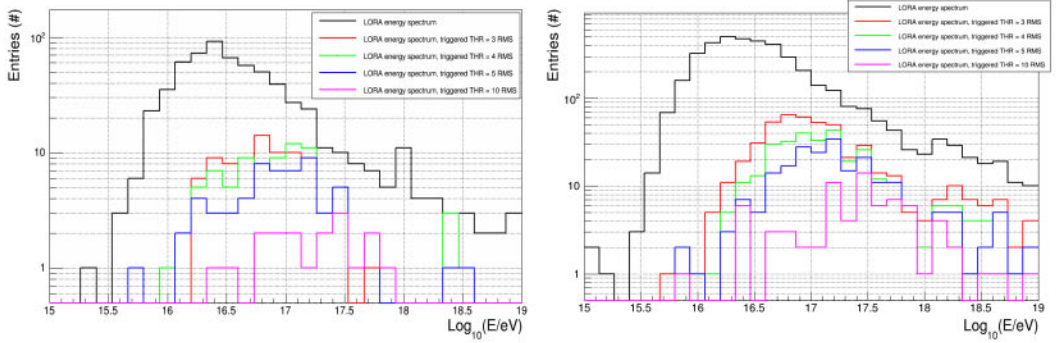 Entries (#)
10²
10
1
LORA energy spectrum
LORA energy spectrum, triggered THR = 3 RMS
LORA energy spectrum, triggered THR = 4 RMS
LORA energy spectrum, triggered THR = 5 RMS
LORA energy spectrum, triggered THR = 10 RMS
15 15.5 16 16.5 17 17.5 18 18.5 19
Log₁₀(E/eV)
Entries (#)
10²
10
1
LORA energy spectrum
LORA energy spectrum, triggered THR = 3 RMS
LORA energy spectrum, triggered THR = 4 RMS
LORA energy spectrum, triggered THR = 5 RMS
LORA energy spectrum, triggered THR = 10 RMS
15 15.5 16 16.5 17 17.5 18 18.5 19
Log₁₀(E/eV)